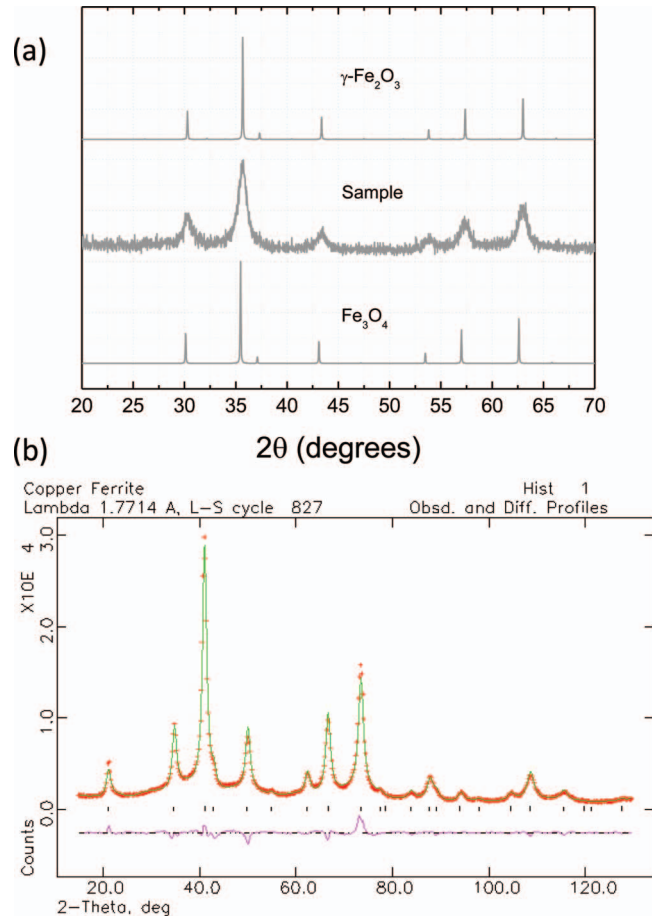 (a)
γ-Fe₂O₃
Sample
Fe₃O₄
20 25 30 35 40 45 50 55 60 65 70
2θ (degrees)
(b)
Copper Ferrite Hist 1
Lambda 1.7714 A, L-S cycle 827 Obsd. and Diff. Profiles
X10E 4
3.0
2.0
1.0
0.0
Counts
20.0 40.0 60.0 80.0 100.0 120.0
2-Theta, deg